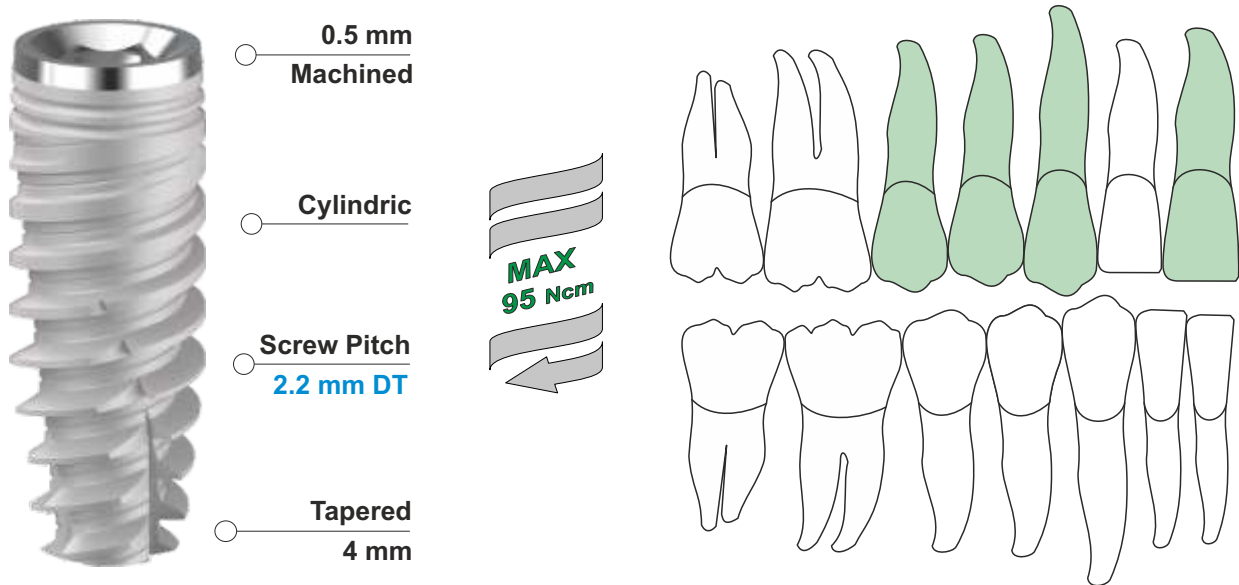 0.5 mm
Machined
Cylindric
Screw Pitch
2.2 mm DT
Tapered
4 mm
MAX
95 Ncm